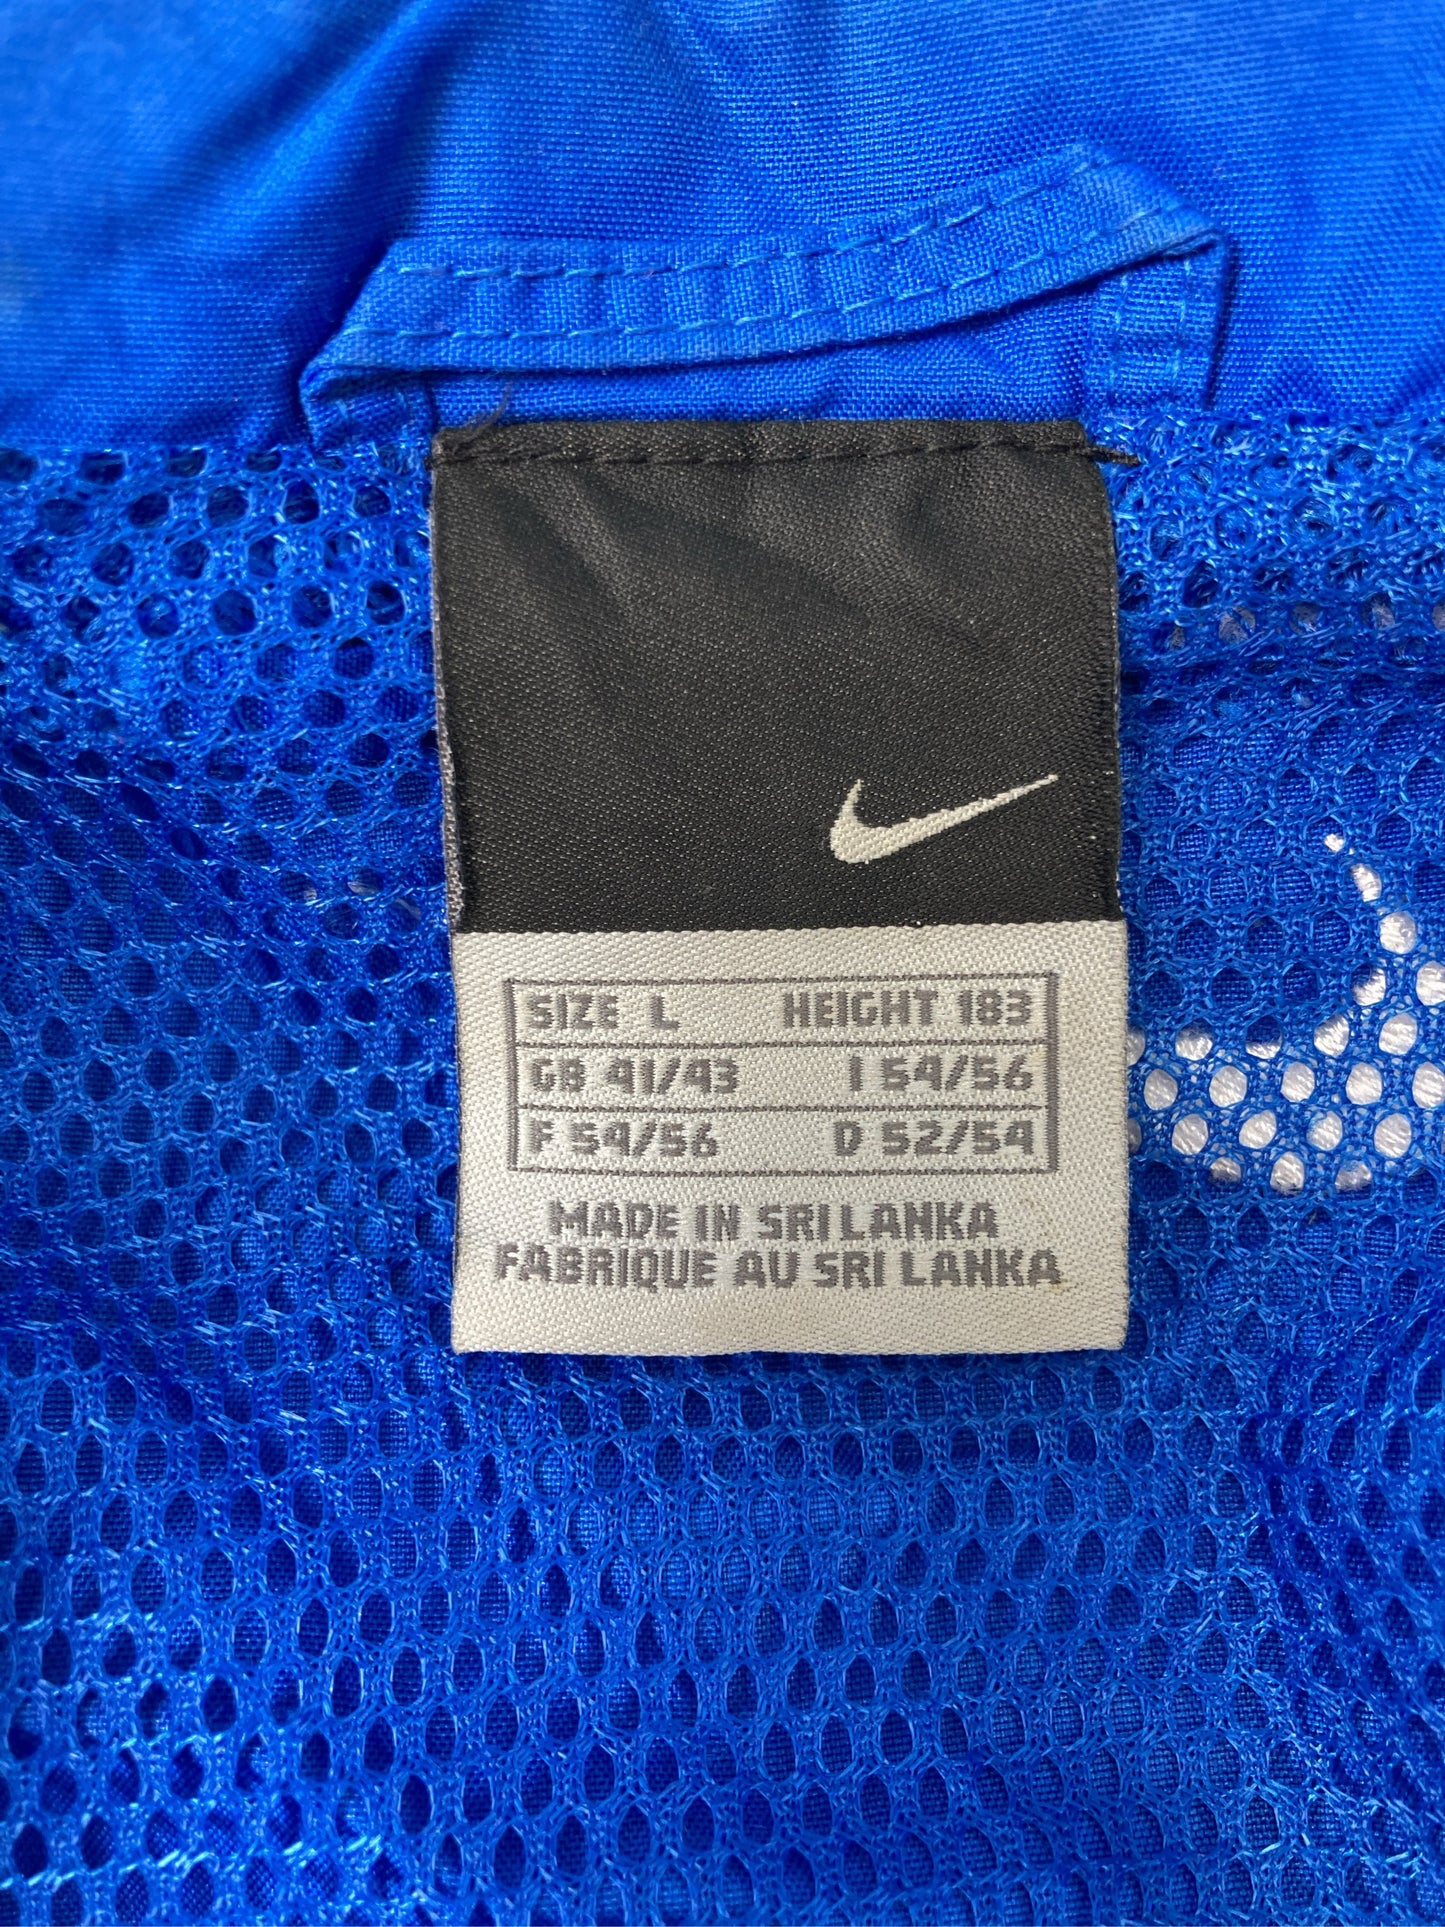 SIZE L HEIGHT 183
GB 41/43 I 54/56
F 54/56 D 52/54
MADE IN SRI LANKA
FABRIQUE AU SRI LANKA